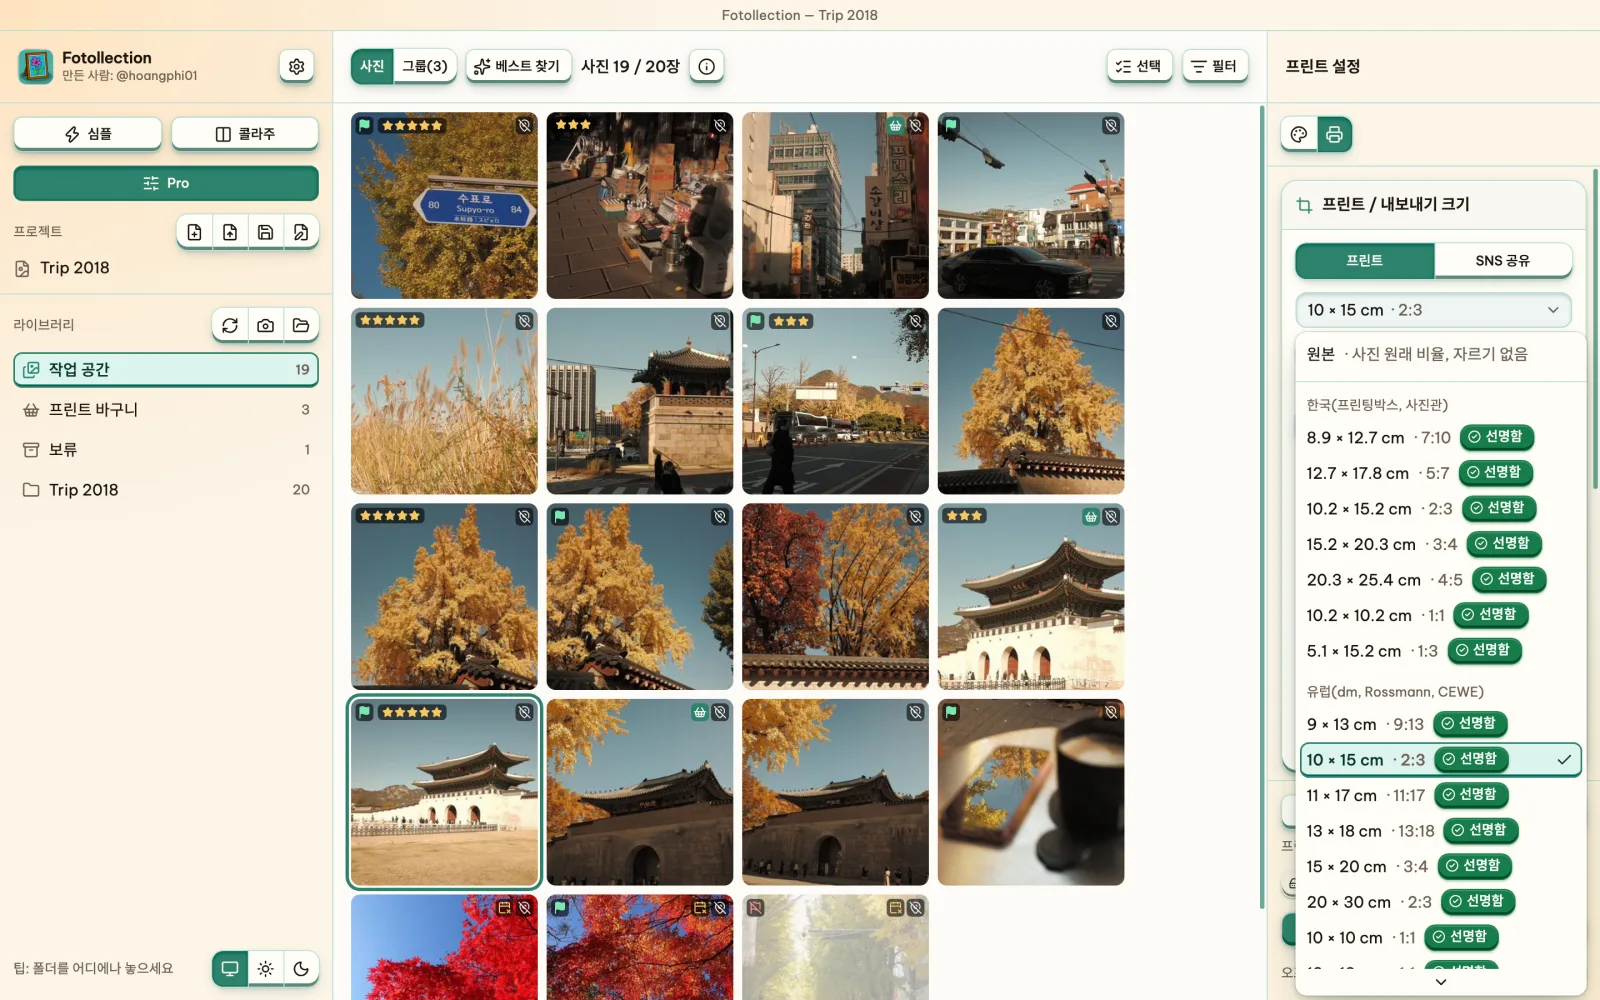 Fotollection – Trip 2018
Fotollection
만든 사람: @hoangphi01
심플
콜라주
Pro
프로젝트
Trip 2018
라이브러리
작업 공간 19
프린트 바구니 3
보류 1
Trip 2018 20
팁: 폴더를 어디에나 놓으세요
사진
그룹(3)
베스트 찾기
사진 19 / 20장
선택
필터
수표로
80 Supyo-ro 84
프린트 설정
프린트 / 내보내기 크기
프린트
SNS 공유
10 × 15 cm · 2:3
원본 · 사진 원래 비율, 자르기 없음
한국(프린팅박스, 사진관)
8.9 × 12.7 cm · 7:10 선명함
12.7 × 17.8 cm · 5:7 선명함
10.2 × 15.2 cm · 2:3 선명함
15.2 × 20.3 cm · 3:4 선명함
20.3 × 25.4 cm · 4:5 선명함
10.2 × 10.2 cm · 1:1 선명함
5.1 × 15.2 cm · 1:3 선명함
유럽(dm, Rossmann, CEWE)
9 × 13 cm · 9:13 선명함
10 × 15 cm · 2:3 선명함
11 × 17 cm · 11:17 선명함
13 × 18 cm · 13:18 선명함
15 × 20 cm · 3:4 선명함
20 × 30 cm · 2:3 선명함
10 × 10 cm · 1:1 선명함